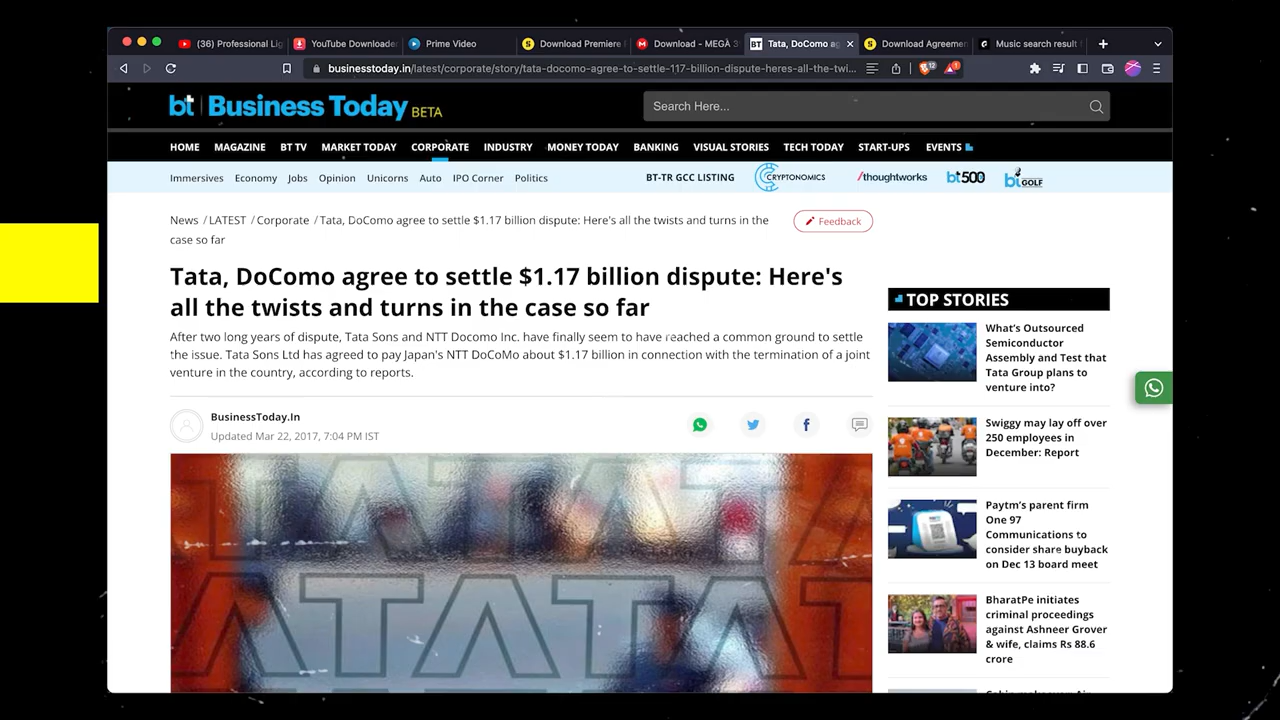 (36) Professional Lig
YouTube Downloade
Prime Video
Download Premiere
Download - MEGA
BT
Tata, DoComo ag
Download Agreemen
Music search result
businesstoday.in/latest/corporate/story/tata-docomo-agree-to-settle-117-billion-dispute-heres-all-the-twi...
12
1
bt Business Today BETA
Search Here...
HOME MAGAZINE BT TV MARKET TODAY CORPORATE INDUSTRY MONEY TODAY BANKING VISUAL STORIES TECH TODAY START-UPS EVENTS
Immersives Economy Jobs Opinion Unicorns Auto IPO Corner Politics
BT-TR GCC LISTING
CRYPTONOMICS
/thoughtworks
bt500
bt GOLF
News / LATEST / Corporate / Tata, DoComo agree to settle $1.17 billion dispute: Here's all the twists and turns in the
case so far
Feedback
Tata, DoComo agree to settle $1.17 billion dispute: Here's
all the twists and turns in the case so far
After two long years of dispute, Tata Sons and NTT Docomo Inc. have finally seem to have reached a common ground to settle
the issue. Tata Sons Ltd has agreed to pay Japan's NTT DoCoMo about $1.17 billion in connection with the termination of a joint
venture in the country, according to reports.
BusinessToday.In
Updated Mar 22, 2017, 7:04 PM IST
TATATA
ATATAT
TOP STORIES
What's Outsourced
Semiconductor
Assembly and Test that
Tata Group plans to
venture into?
Swiggy may lay off over
250 employees in
December: Report
Paytm's parent firm
One 97
Communications to
consider share buyback
on Dec 13 board meet
BharatPe initiates
criminal proceedings
against Ashneer Grover
& wife, claims Rs 88.6
crore